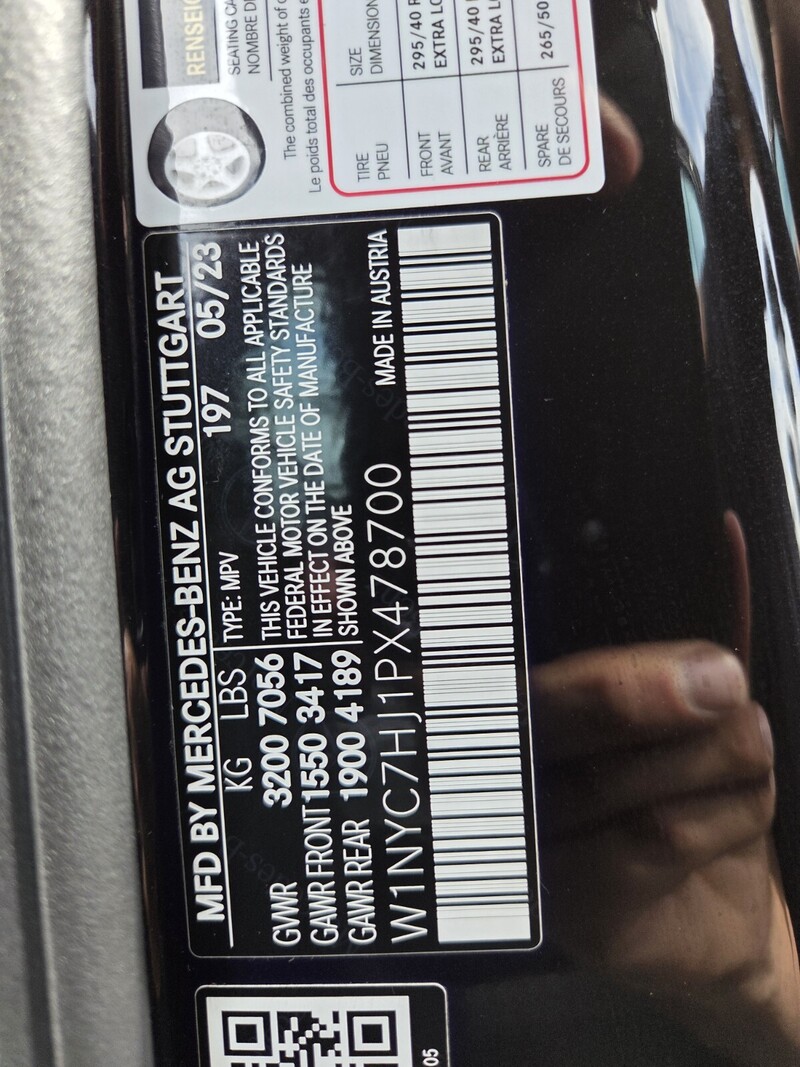 MFD BY MERCEDES-BENZ AG STUTTGART
197 05/23
KG LBS
GVWR 3200 7056
GAWR FRONT 1550 3417
GAWR REAR 1900 4189
TYPE: MPV
THIS VEHICLE CONFORMS TO ALL APPLICABLE
FEDERAL MOTOR VEHICLE SAFETY STANDARDS
IN EFFECT ON THE DATE OF MANUFACTURE
SHOWN ABOVE
W1NYC7HJ1PX478700 MADE IN AUSTRIA
05
RENSEIG
SEATING CA
NOMBRE DE
The combined weight of o
Le poids total des occupants e
TIRE SIZE
PNEU DIMENSION
FRONT 295/40 R
AVANT EXTRA LO
REAR 295/40
ARRIÈRE EXTRA L
SPARE 265/50
DE SECOURS